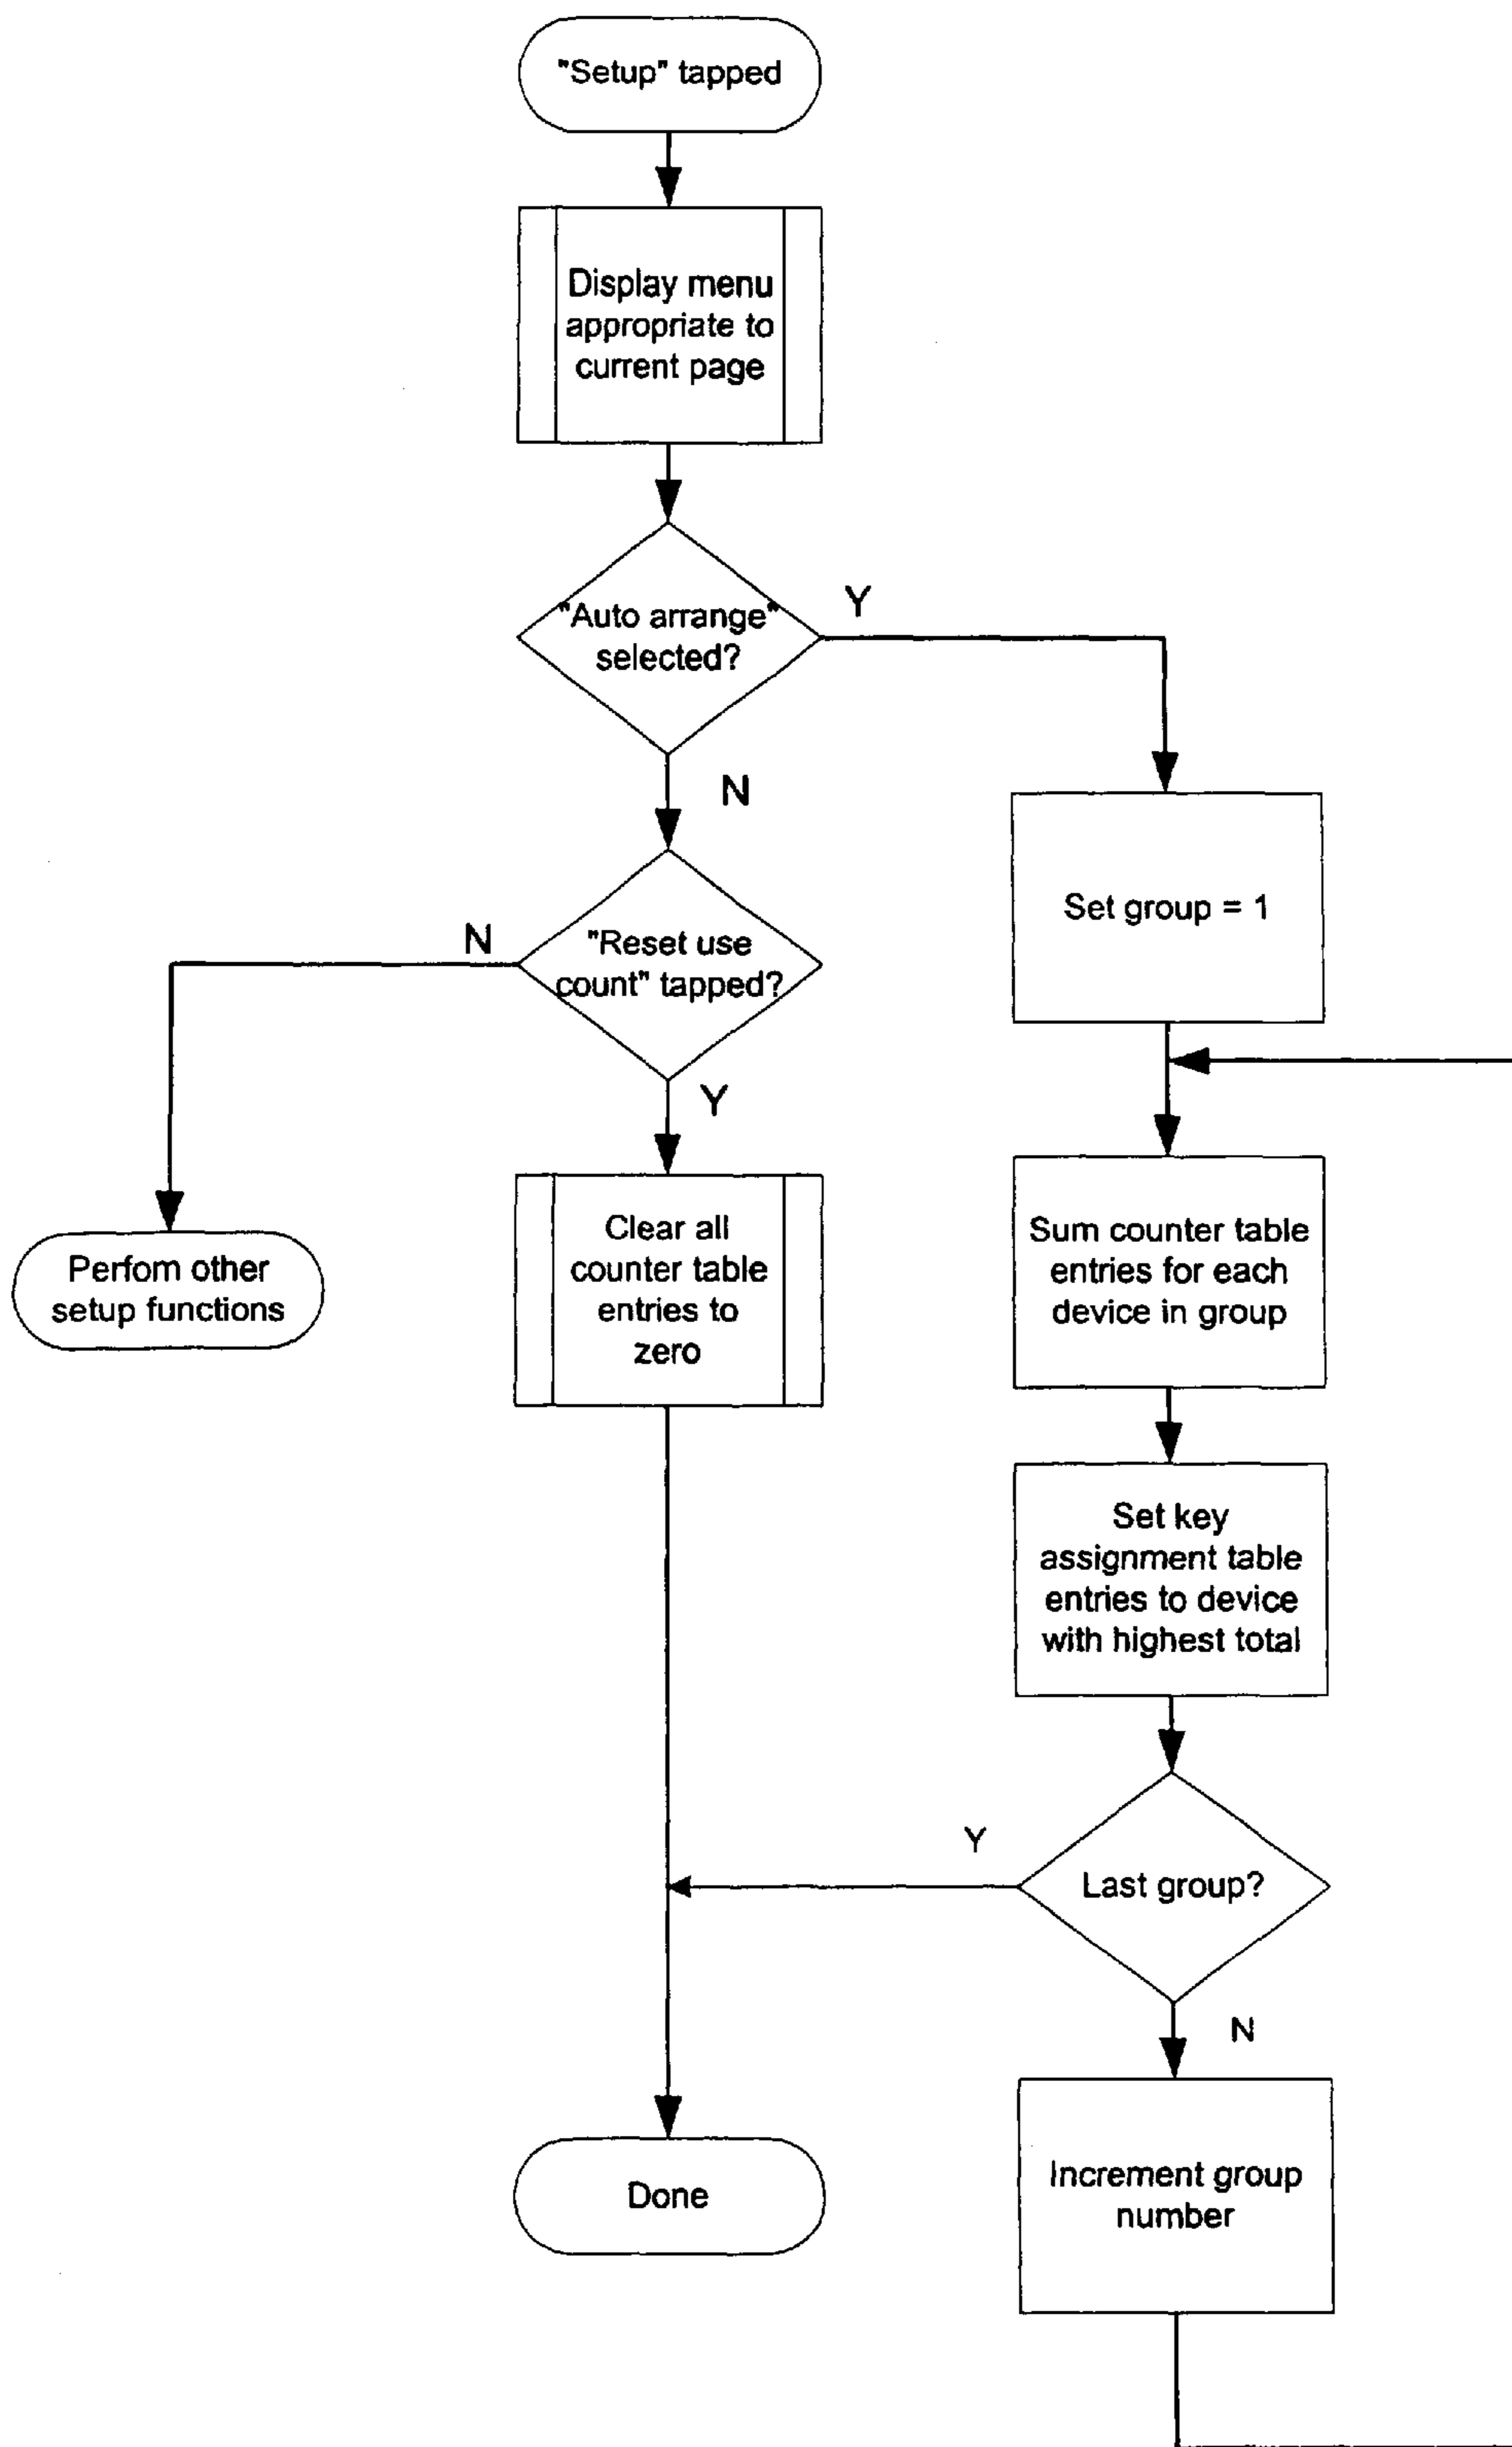 "Setup" tapped
Display menu
appropriate to
current page
"Auto arrange"
selected?
Y
N
"Reset use
count" tapped?
N
Y
Set group = 1
Perfom other
setup functions
Clear all
counter table
entries to
zero
Sum counter table
entries for each
device in group
Set key
assignment table
entries to device
with highest total
Y
Last group?
N
Done
Increment group
number